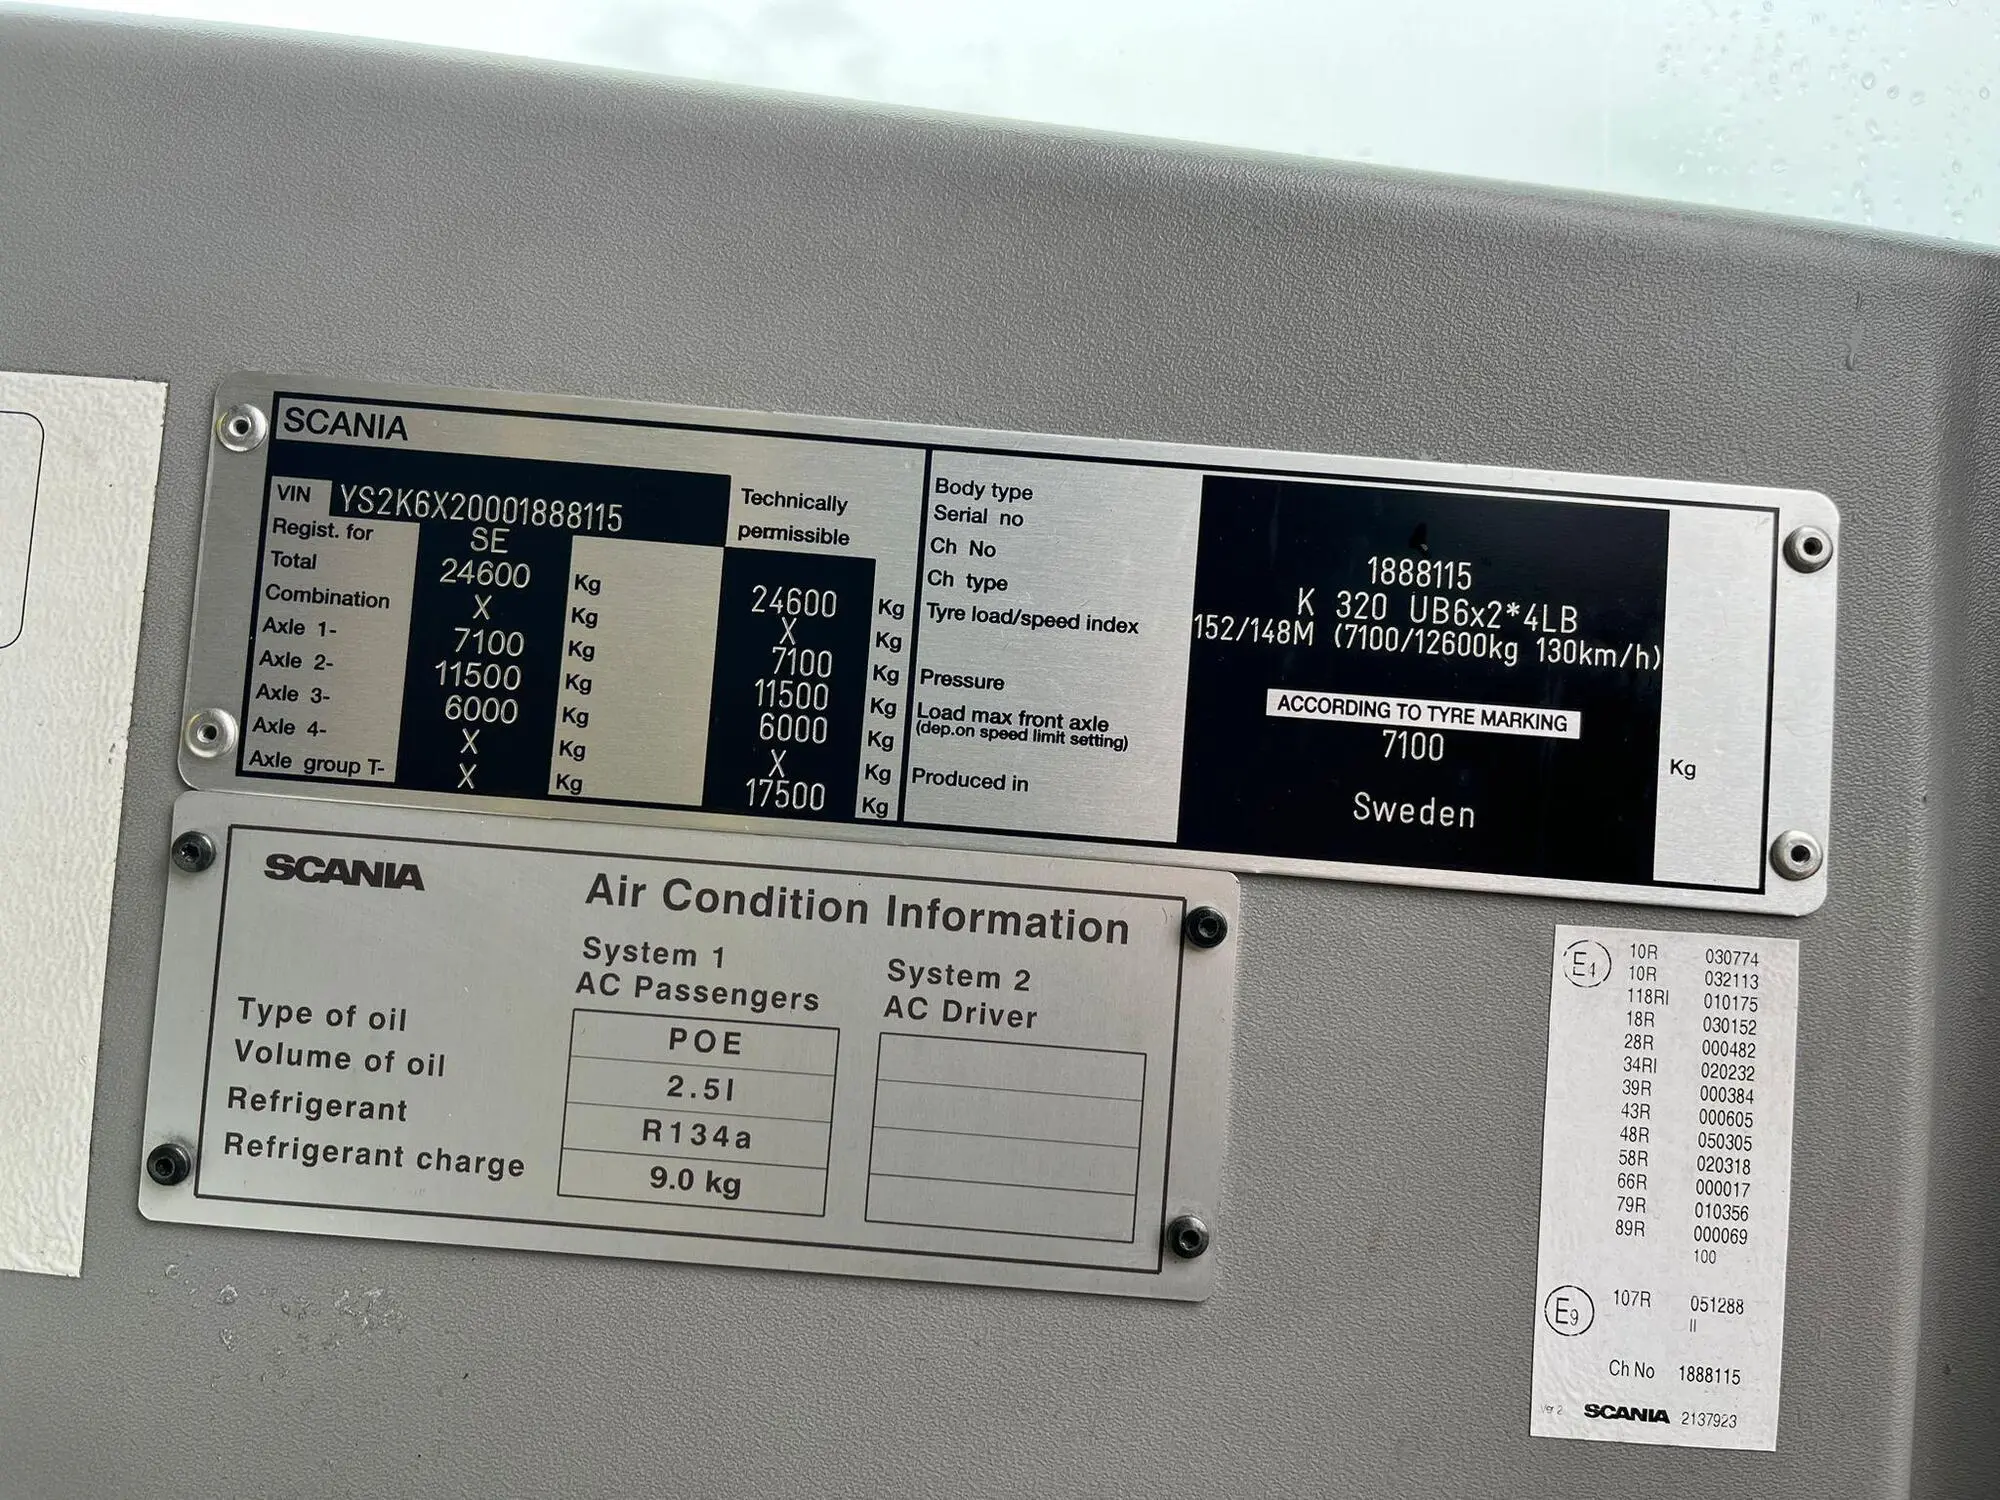 SCANIA
VIN YS2K6X20001888115 Technically permissible
Regist. for SE
Total 24600 Kg 24600 Kg
Combination X Kg X Kg
Axle 1- 7100 Kg 7100 Kg
Axle 2- 11500 Kg 11500 Kg
Axle 3- 6000 Kg 6000 Kg
Axle 4- X Kg X Kg
Axle group T- X Kg 17500 Kg
Body type
Serial no
Ch No 1888115
Ch type K 320 UB6x2*4LB
Tyre load/speed index 152/148M (7100/12600kg 130km/h)
Pressure ACCORDING TO TYRE MARKING
Load max front axle 7100 Kg
(dep.on speed limit setting)
Produced in Sweden
SCANIA Air Condition Information
System 1 System 2
AC Passengers AC Driver
Type of oil POE
Volume of oil 2.5l
Refrigerant R134a
Refrigerant charge 9.0 kg
E4 10R 030774
10R 032113
118RI 010175
18R 030152
28R 000482
34RI 020232
39R 000384
43R 000605
48R 050305
58R 020318
66R 000017
79R 010356
89R 000069
100
E9 107R 051288
II
Ch No 1888115
Ver 2 SCANIA 2137923